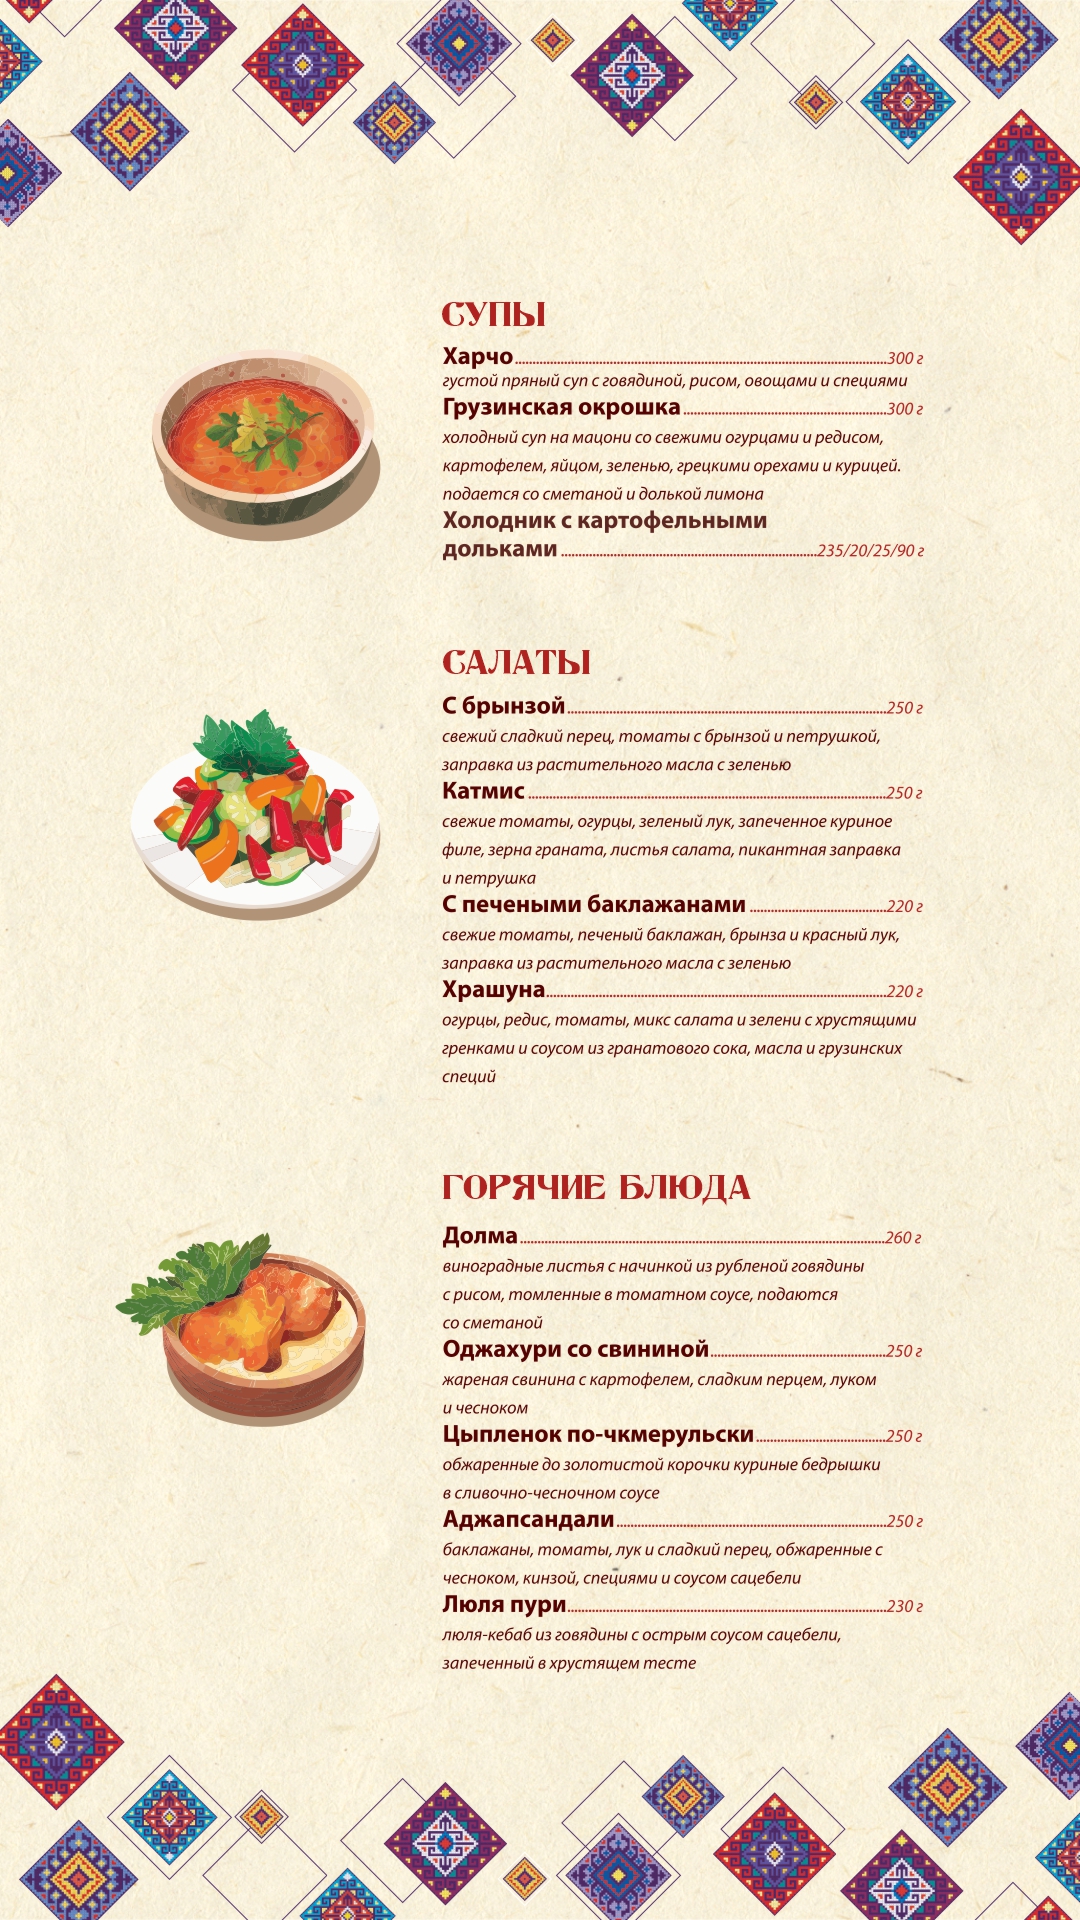 СУПЫ
Харчо 300 г
густой пряный суп с говядиной, рисом, овощами и специями
Грузинская окрошка 300 г
холодный суп на мацони со свежими огурцами и редисом,
картофелем, яйцом, зеленью, грецкими орехами и курицей.
подается со сметаной и долькой лимона
Холодник с картофельными
дольками 235/20/25/90 г
САЛАТЫ
С брынзой 250 г
свежий сладкий перец, томаты с брынзой и петрушкой,
заправка из растительного масла с зеленью
Катмис 250 г
свежие томаты, огурцы, зеленый лук, запеченное куриное
филе, зерна граната, листья салата, пикантная заправка
и петрушка
С печеными баклажанами 220 г
свежие томаты, печеный баклажан, брынза и красный лук,
заправка из растительного масла с зеленью
Храшуна 220 г
огурцы, редис, томаты, микс салата и зелени с хрустящими
гренками и соусом из гранатового сока, масла и грузинских
специй
ГОРЯЧИЕ БЛЮДА
Долма 260 г
виноградные листья с начинкой из рубленой говядины
с рисом, томленные в томатном соусе, подаются
со сметаной
Оджахури со свининой 250 г
жареная свинина с картофелем, сладким перцем, луком
и чесноком
Цыпленок по-чкмерульски 250 г
обжаренные до золотистой корочки куриные бедрышки
в сливочно-чесночном соусе
Аджапсандали 250 г
баклажаны, томаты, лук и сладкий перец, обжаренные с
чесноком, кинзой, специями и соусом сацебели
Люля пури 230 г
люля-кебаб из говядины с острым соусом сацебели,
запеченный в хрустящем тесте